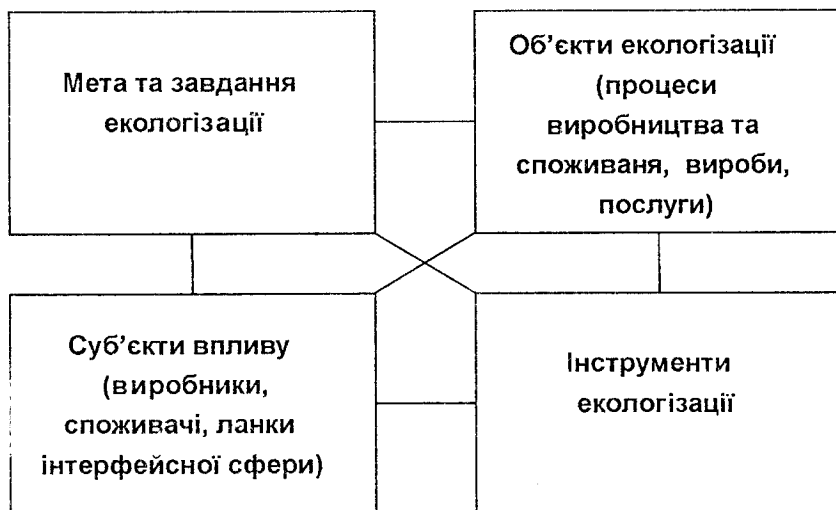 Мета та завдання
екологізації
Об’єкти екологізації
(процеси
виробництва та
споживаня, вироби,
послуги)
Суб’єкти впливу
(виробники,
споживачі, ланки
інтерфейсної сфери)
Інструменти
екологізації